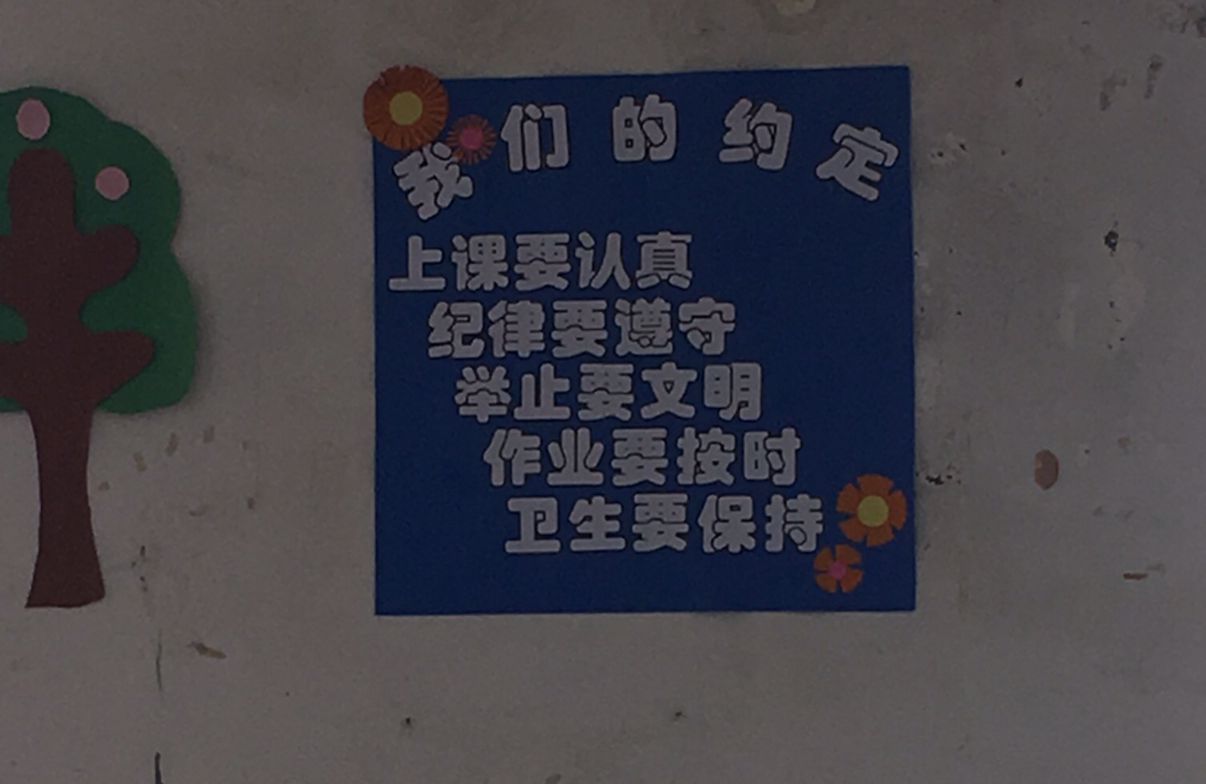 我们的约定
上课要认真
纪律要遵守
举止要文明
作业要按时
卫生要保持